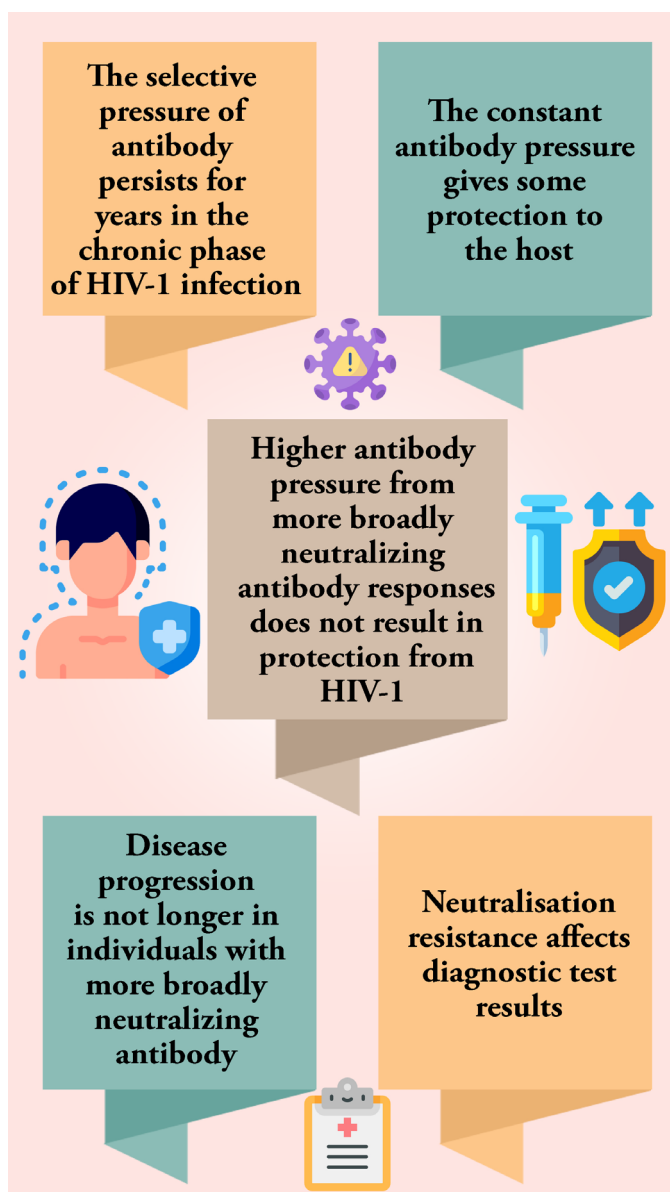 The selective
pressure of
antibody
persists for
years in the
chronic phase
of HIV-1 infection
The constant
antibody pressure
gives some
protection to
the host
Higher antibody
pressure from
more broadly
neutralizing
antibody responses
does not result in
protection from
HIV-1
Disease
progression
is not longer in
individuals with
more broadly
neutralizing
antibody
Neutralisation
resistance affects
diagnostic test
results